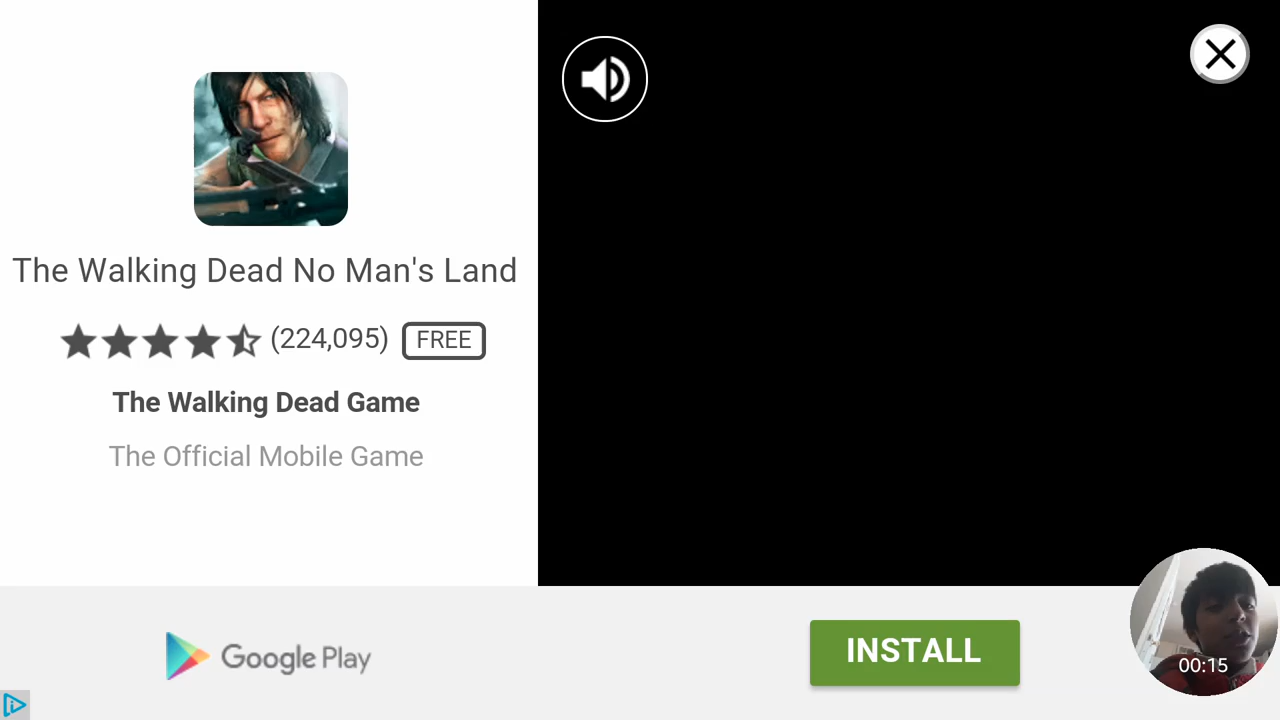 The Walking Dead No Man's Land
(224,095) FREE
The Walking Dead Game
The Official Mobile Game
Google Play
INSTALL
00:15